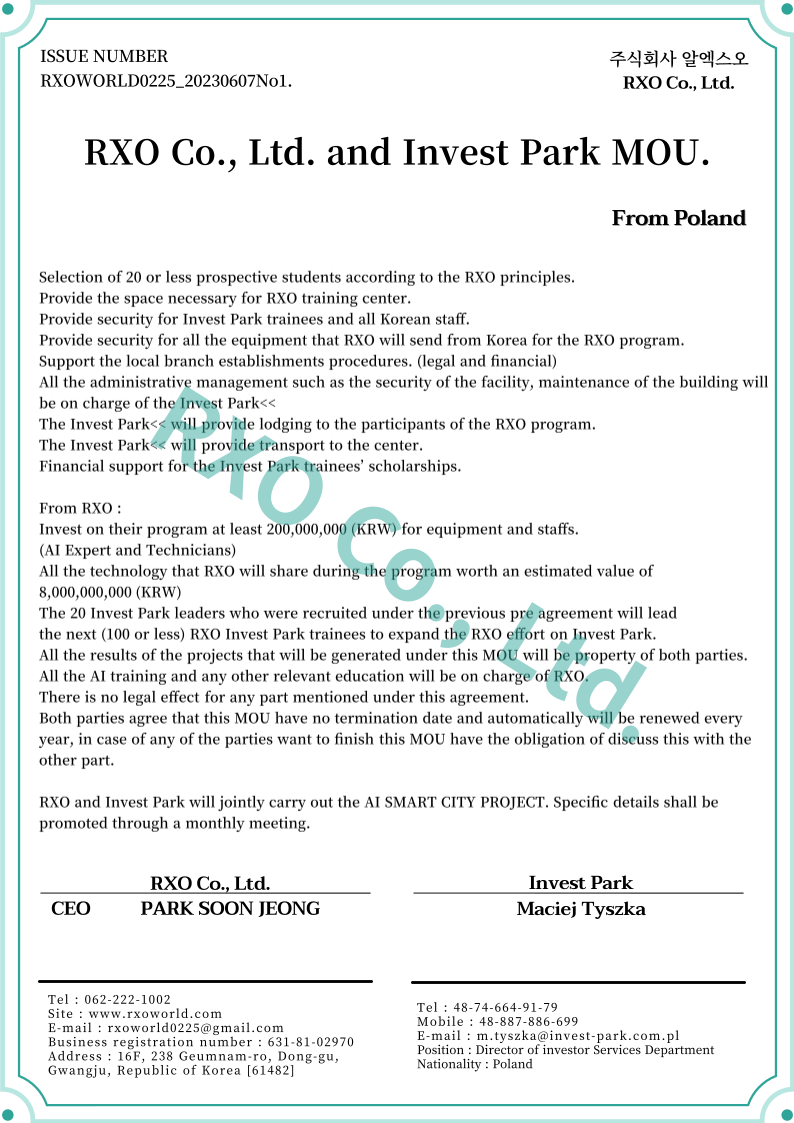 ISSUE NUMBER
RXOWORLD0225_20230607No1.
주식회사 알엑스오
RXO Co., Ltd.
RXO Co., Ltd. and Invest Park MOU.
From Poland
Selection of 20 or less prospective students according to the RXO principles.
Provide the space necessary for RXO training center.
Provide security for Invest Park trainees and all Korean staff.
Provide security for all the equipment that RXO will send from Korea for the RXO program.
Support the local branch establishments procedures. (legal and financial)
All the administrative management such as the security of the facility, maintenance of the building will
be on charge of the Invest Park<<
The Invest Park<< will provide lodging to the participants of the RXO program.
The Invest Park<< will provide transport to the center.
Financial support for the Invest Park trainees’ scholarships.
From RXO :
Invest on their program at least 200,000,000 (KRW) for equipment and staffs.
(AI Expert and Technicians)
All the technology that RXO will share during the program worth an estimated value of
8,000,000,000 (KRW)
The 20 Invest Park leaders who were recruited under the previous pre agreement will lead
the next (100 or less) RXO Invest Park trainees to expand the RXO effort on Invest Park.
All the results of the projects that will be generated under this MOU will be property of both parties.
All the AI training and any other relevant education will be on charge of RXO.
There is no legal effect for any part mentioned under this agreement.
Both parties agree that this MOU have no termination date and automatically will be renewed every
year, in case of any of the parties want to finish this MOU have the obligation of discuss this with the
other part.
RXO and Invest Park will jointly carry out the AI SMART CITY PROJECT. Specific details shall be
promoted through a monthly meeting.
RXO Co., Ltd.
RXO Co., Ltd.
CEO PARK SOON JEONG
Invest Park
Maciej Tyszka
Tel : 062-222-1002
Site : www.rxoworld.com
E-mail : rxoworld0225@gmail.com
Business registration number : 631-81-02970
Address : 16F, 238 Geumnam-ro, Dong-gu,
Gwangju, Republic of Korea [61482]
Tel : 48-74-664-91-79
Mobile : 48-887-886-699
E-mail : m.tyszka@invest-park.com.pl
Position : Director of investor Services Department
Nationality : Poland